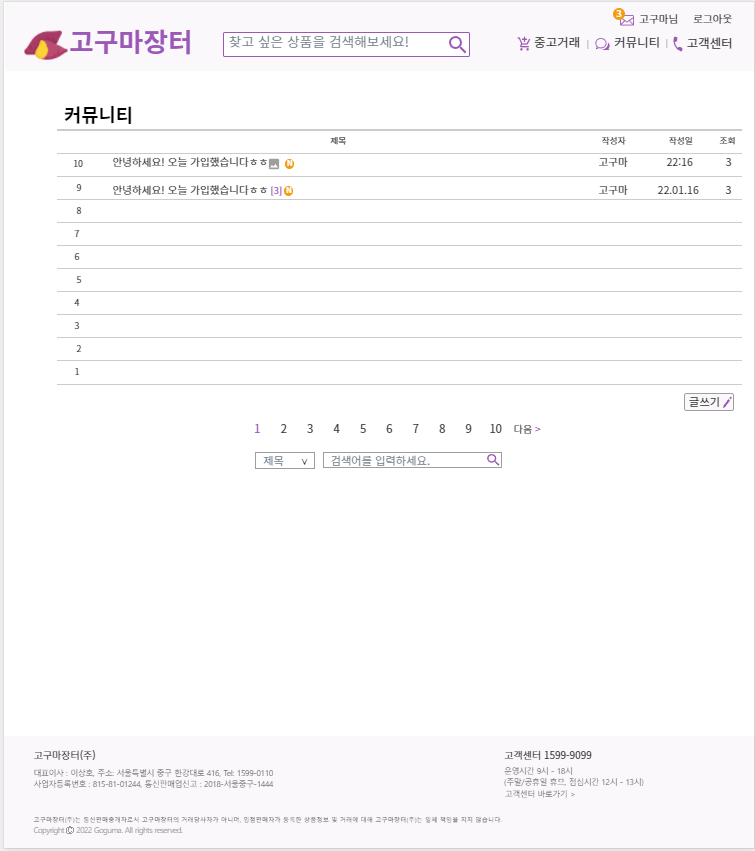 3 고구마님 로그아웃
고구마장터 찾고 싶은 상품을 검색해보세요! 중고거래 | 커뮤니티 | 고객센터
커뮤니티
제목 작성자 작성일 조회
10 안녕하세요! 오늘 가입했습니다ㅎㅎ N 고구마 22:16 3
9 안녕하세요! 오늘 가입했습니다ㅎㅎ [3] N 고구마 22.01.16 3
8
7
6
5
4
3
2
1
글쓰기
1 2 3 4 5 6 7 8 9 10 다음 >
제목 ∨ 검색어를 입력하세요.
고구마장터(주) 고객센터 1599-9099
대표이사 : 이상호, 주소: 서울특별시 중구 한강대로 416, Tel: 1599-0110 운영시간 9시 - 18시
사업자등록번호 : 815-81-01244, 통신판매업신고 : 2018-서울중구-1444 (주말/공휴일 휴므, 점심시간 12시 - 13시)
고객센터 바로가기 >
고구마장터(주)는 통신판매중개자로서 고구마장터의 거래당사자가 아니며, 입점판매자가 등록한 상품정보 및 거래에 대해 고구마장터(주)는 일체 책임을 지지 않습니다.
Copyright © 2022 Goguma. All rights reserved.